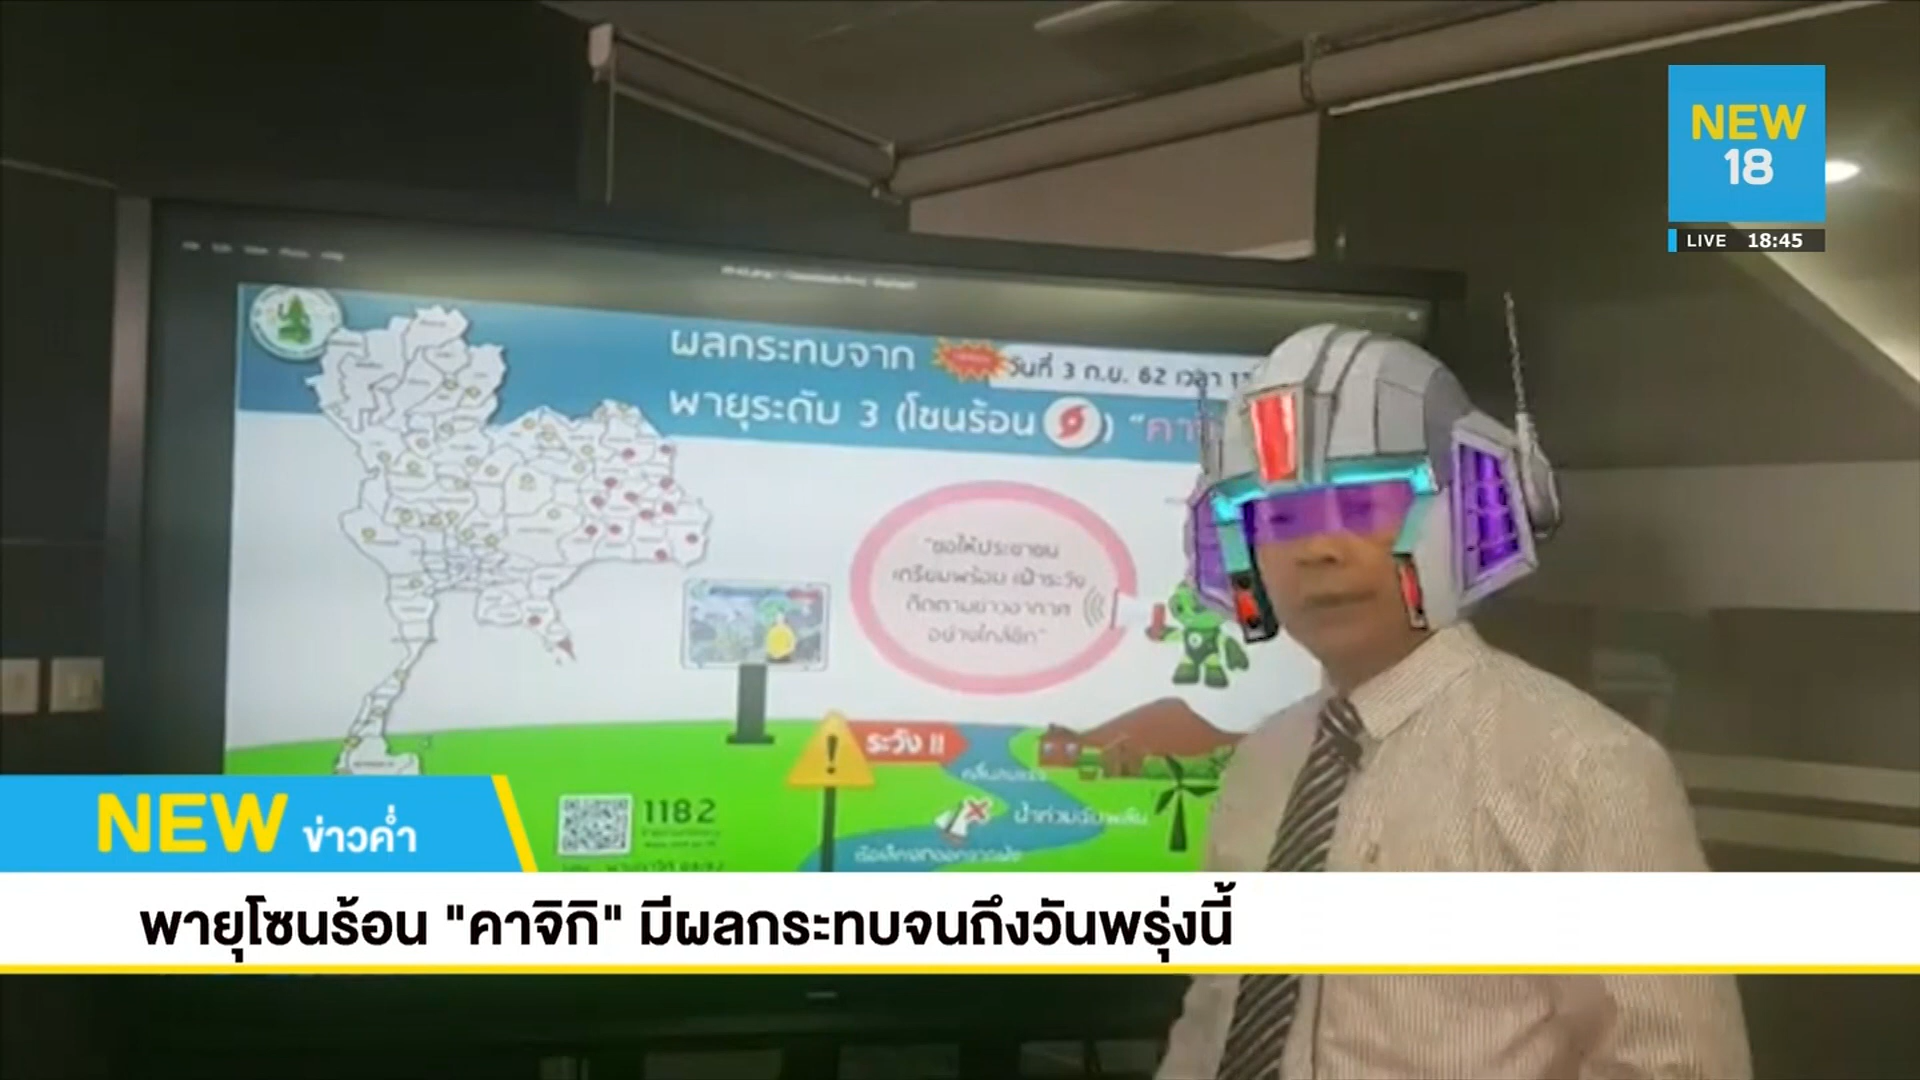 NEW
18
LIVE 18:45
ผลกระทบจาก
วันที่ 3 ก.ย. 62 เวลา
พายุระดับ 3 (โซนร้อน ) "คา
"ขอให้ประชาชน
เตรียมพร้อม เฝ้าระวัง
ติดตามข่าวอากาศ
อย่างใกล้ชิด"
ระวัง !!
1182
น้ำท่วมฉับพลัน
NEW ข่าวค่ำ
พายุโซนร้อน "คาจิกิ" มีผลกระทบจนถึงวันพรุ่งนี้